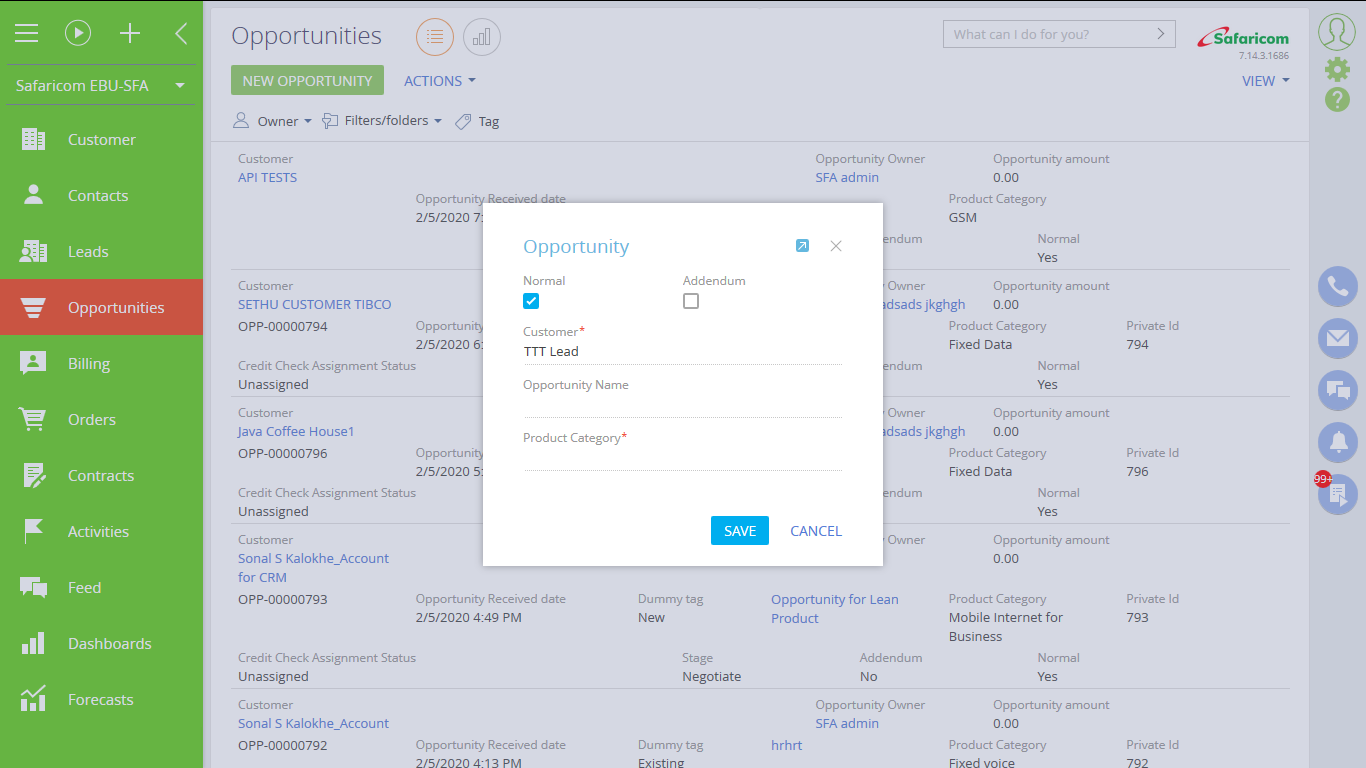 Opportunities
What can I do for you?
Safaricom
7.14.3.1686
NEW OPPORTUNITY
ACTIONS
VIEW
Safaricom EBU-SFA
Owner
Filters/folders
Tag
Customer
Contacts
Leads
Opportunities
Billing
Orders
Contracts
Activities
Feed
Dashboards
Forecasts
Customer
Opportunity Owner
Opportunity amount
API TESTS
SFA admin
0.00
Opportunity Received date
Product Category
2/5/2020 7:
GSM
endum
Normal
Yes
Customer
Owner
Opportunity amount
SETHU CUSTOMER TIBCO
adsads jkghgh
0.00
OPP-00000794
Opportunity
Product Category
Private Id
2/5/2020 6:
Fixed Data
794
Credit Check Assignment Status
endum
Normal
Unassigned
Yes
Customer
Owner
Opportunity amount
Java Coffee House1
adsads jkghgh
0.00
OPP-00000796
Opportunity
Product Category
Private Id
2/5/2020 5:
Fixed Data
796
Credit Check Assignment Status
endum
Normal
Unassigned
Yes
Customer
Owner
Opportunity amount
Sonal S Kalokhe_Account
for CRM
0.00
OPP-00000793
Opportunity Received date
Dummy tag
Opportunity for Lean
Product
Product Category
Private Id
2/5/2020 4:49 PM
New
Mobile Internet for
Business
793
Credit Check Assignment Status
Stage
Addendum
Normal
Unassigned
Negotiate
No
Yes
Customer
Opportunity Owner
Opportunity amount
Sonal S Kalokhe_Account
SFA admin
0.00
OPP-00000792
Opportunity Received date
Dummy tag
hrhrt
Product Category
Private Id
2/5/2020 4:13 PM
Existing
Fixed voice
792
Opportunity
Normal
Addendum
Customer*
TTT Lead
Opportunity Name
Product Category*
SAVE
CANCEL
99+
?